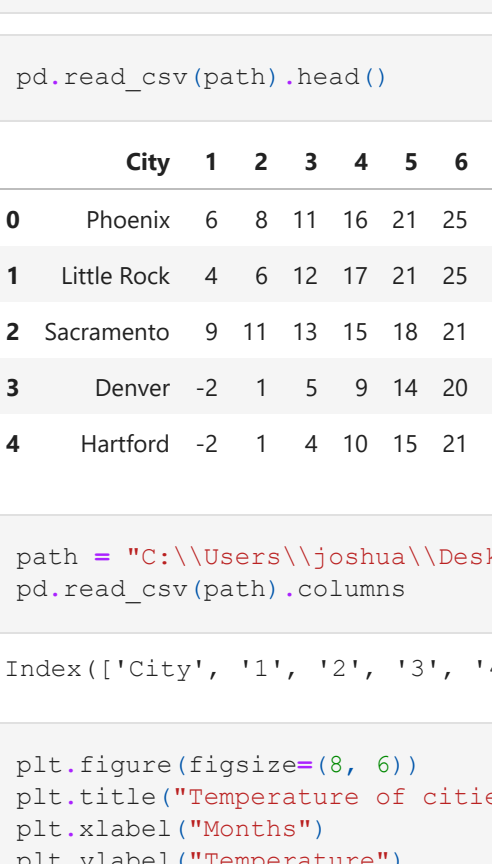 pd.read_csv(path).head()
City 1 2 3 4 5 6
0 Phoenix 6 8 11 16 21 25
1 Little Rock 4 6 12 17 21 25
2 Sacramento 9 11 13 15 18 21
3 Denver -2 1 5 9 14 20
4 Hartford -2 1 4 10 15 21
path = "C:\\Users\\joshua\\Desk
pd.read_csv(path).columns
Index(['City', '1', '2', '3', '4
plt.figure(figsize=(8, 6))
plt.title("Temperature of citie
plt.xlabel("Months")
plt.ylabel("Temperature")